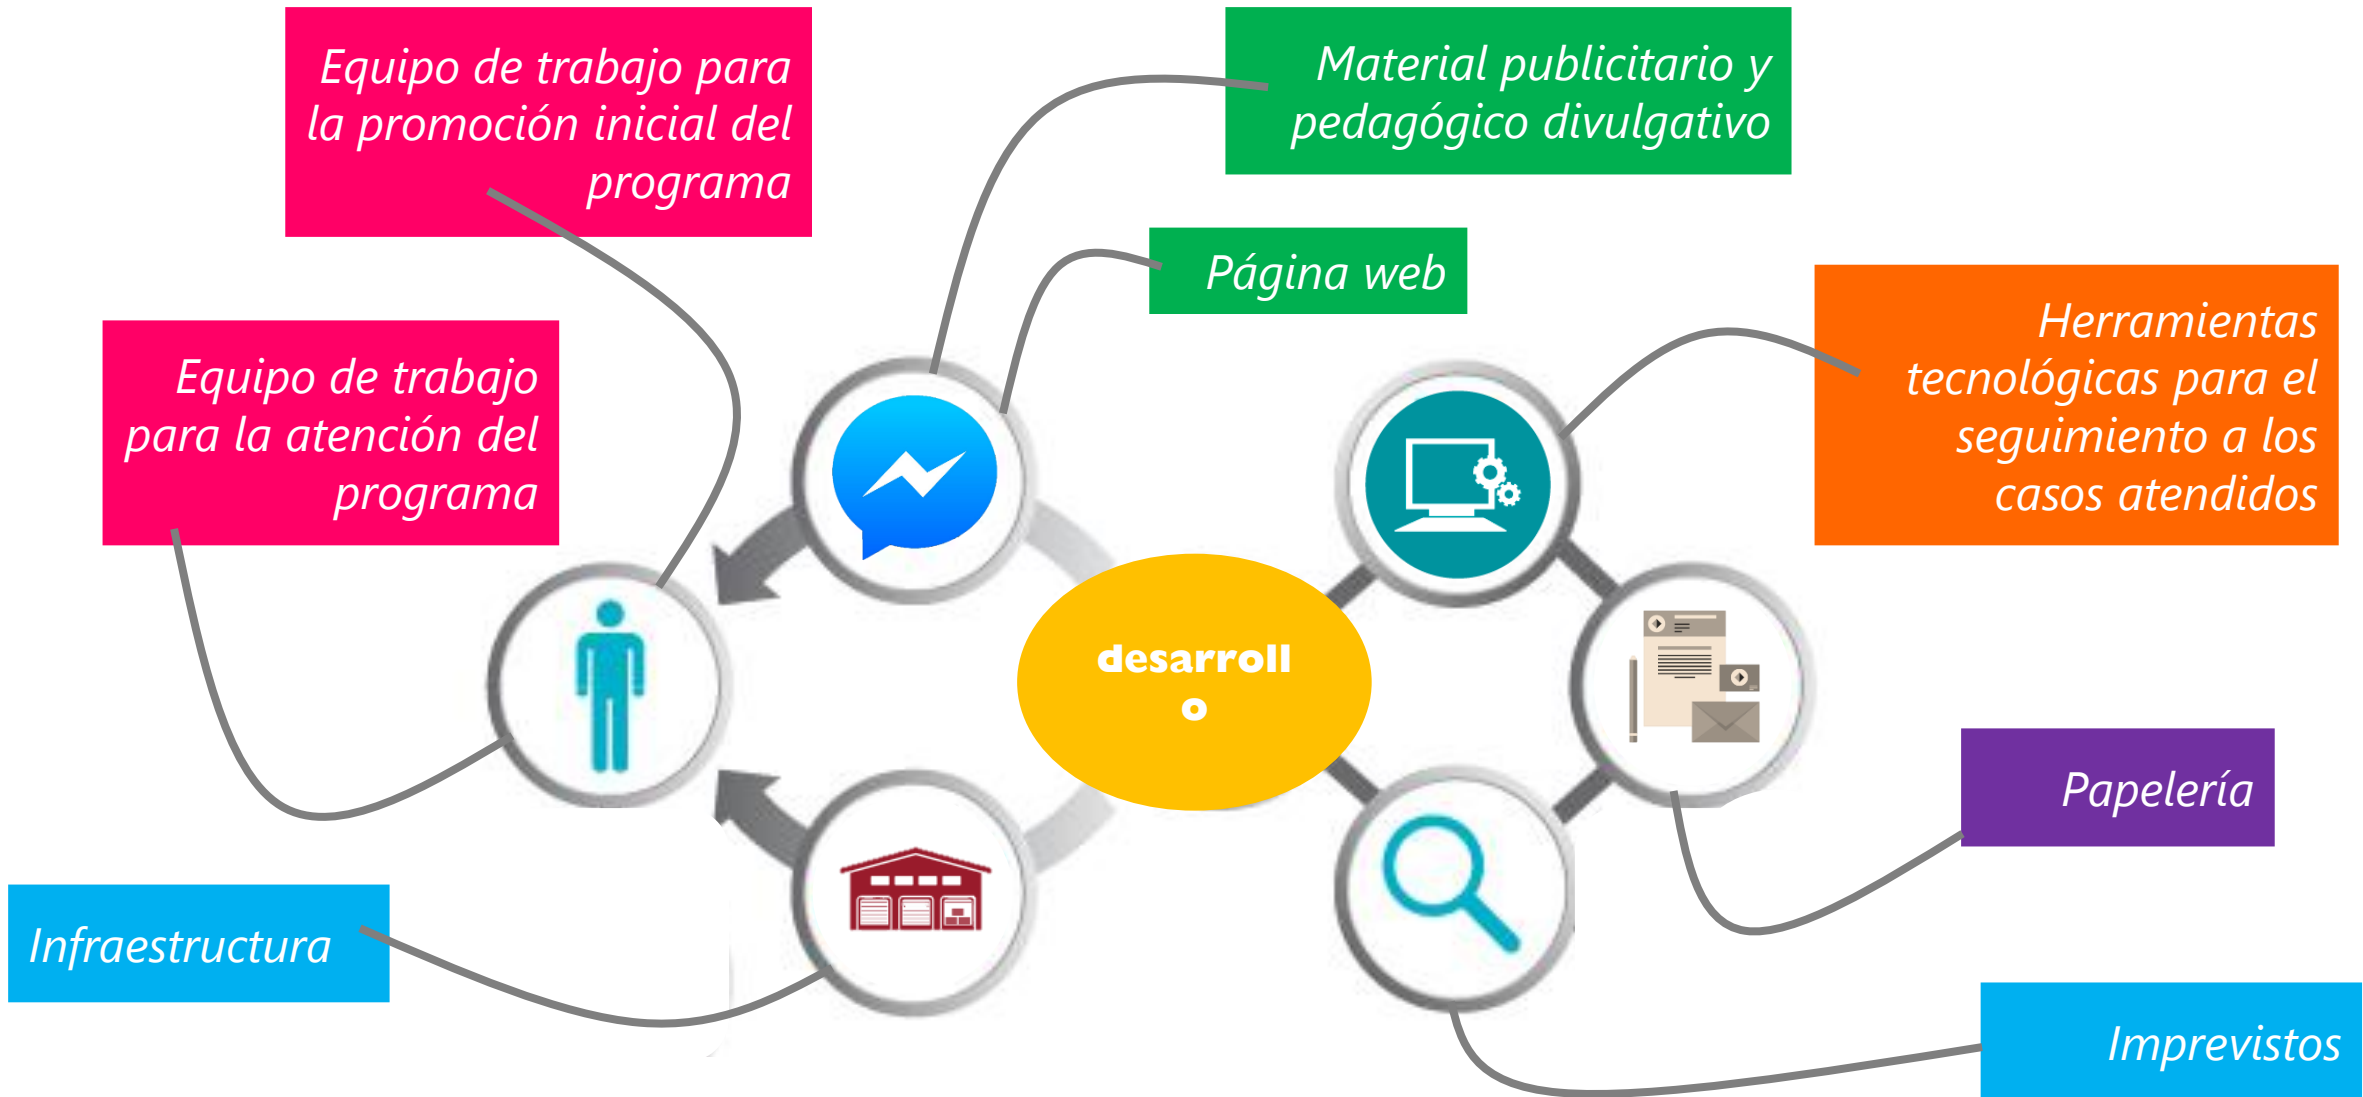 Equipo de trabajo para
la promoción inicial del
programa
Material publicitario y
pedagógico divulgativo
Página web
Equipo de trabajo
para la atención del
programa
Herramientas
tecnológicas para el
seguimiento a los
casos atendidos
desarroll
o
Papelería
Infraestructura
Imprevistos